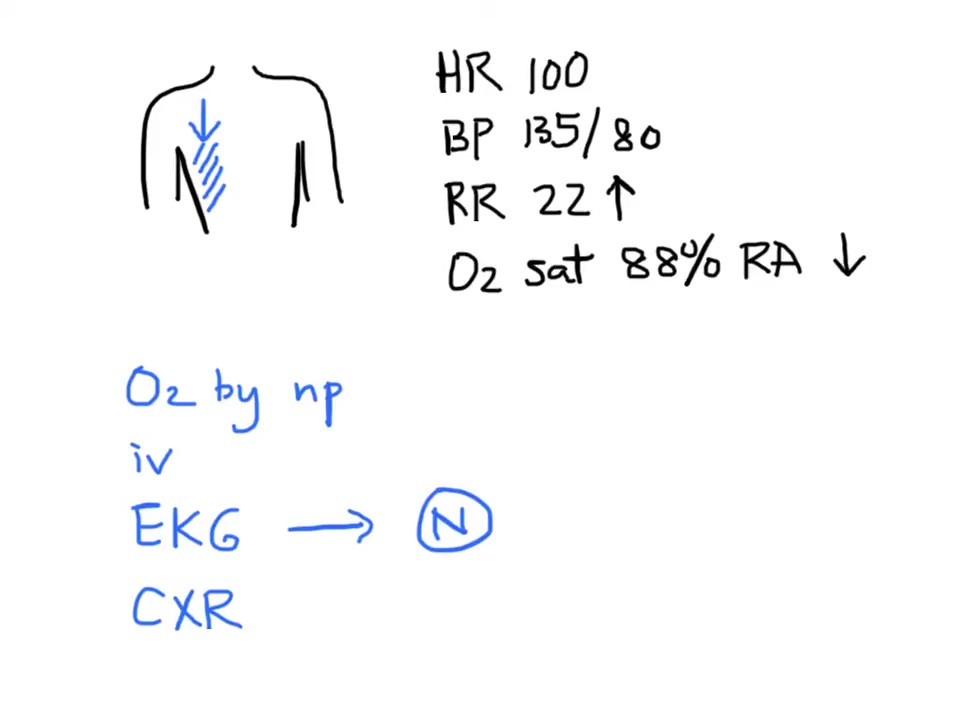 HR 100
BP 135/80
RR 22 ↑
O2 sat 88% RA ↓
O2 by np
iv
EKG → N
CXR